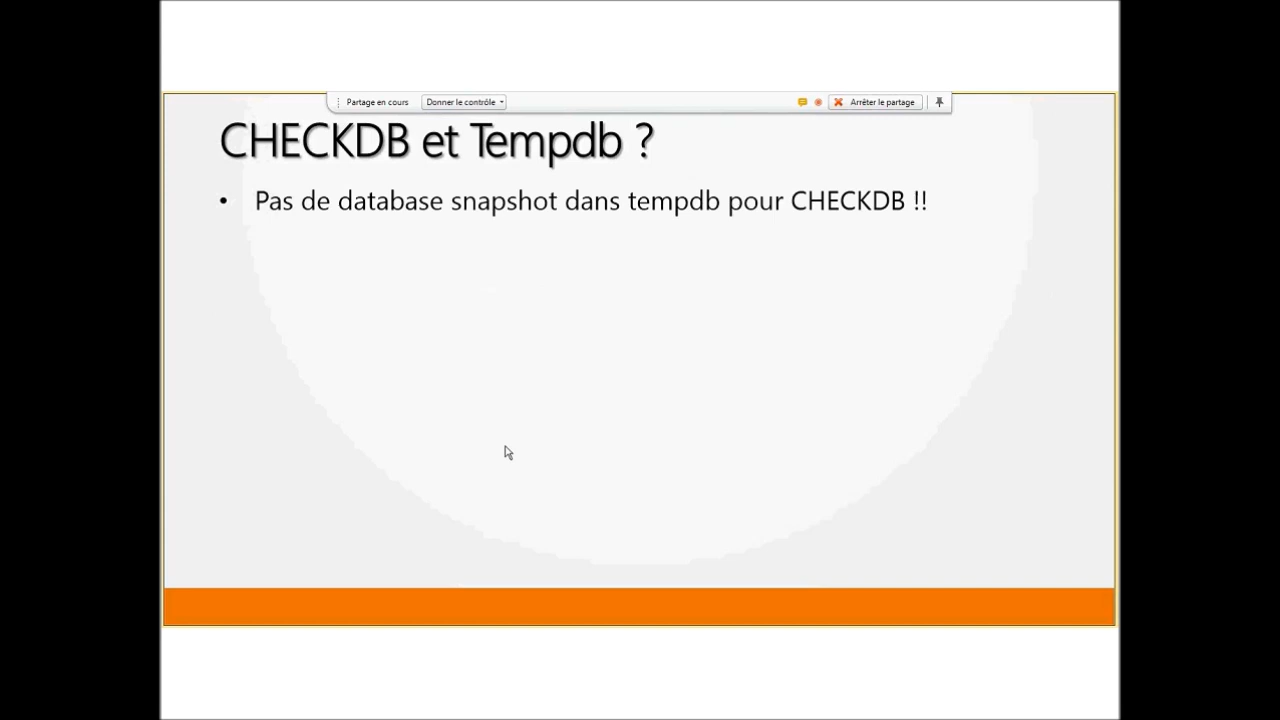 Partage en cours Donner le contrôle Arrêter le partage
CHECKDB et Tempdb ?
• Pas de database snapshot dans tempdb pour CHECKDB !!